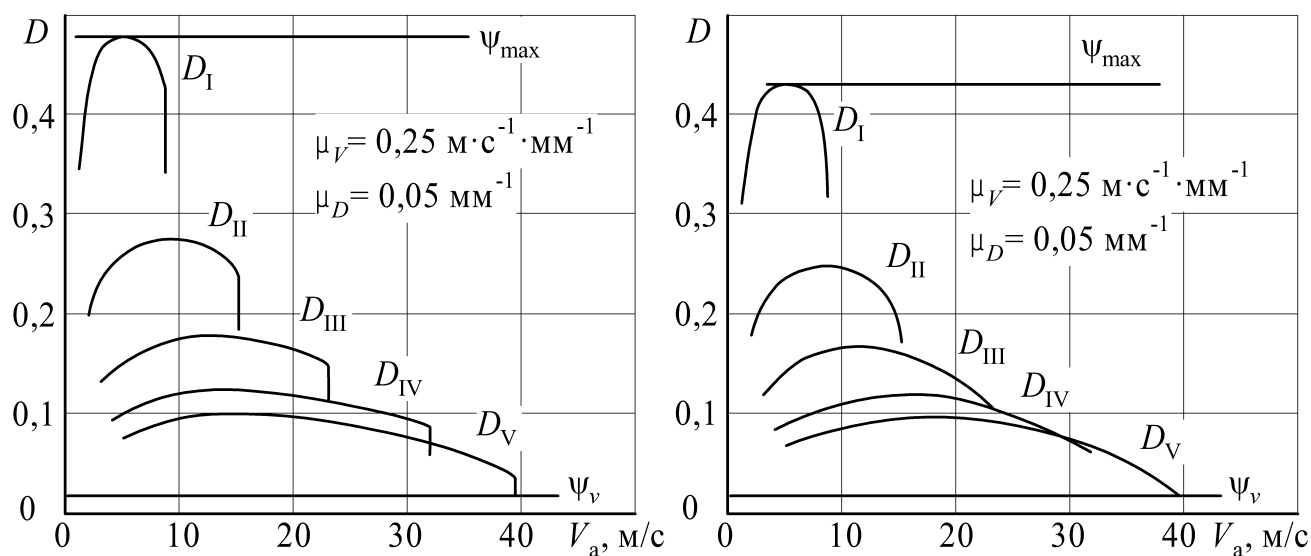 D
ψmax
DI
0,4
μV= 0,25 м·с-1·мм-1
μD= 0,05 мм-1
0,3
DII
0,2
DIII
DIV
0,1
DV
ψv
0
0 10 20 30 40 Va, м/с
D
ψmax
0,4
DI
μV= 0,25 м·с-1·мм-1
0,3
μD= 0,05 мм-1
DII
0,2
DIII
DIV
0,1
DV
ψv
0
0 10 20 30 40 Va, м/с